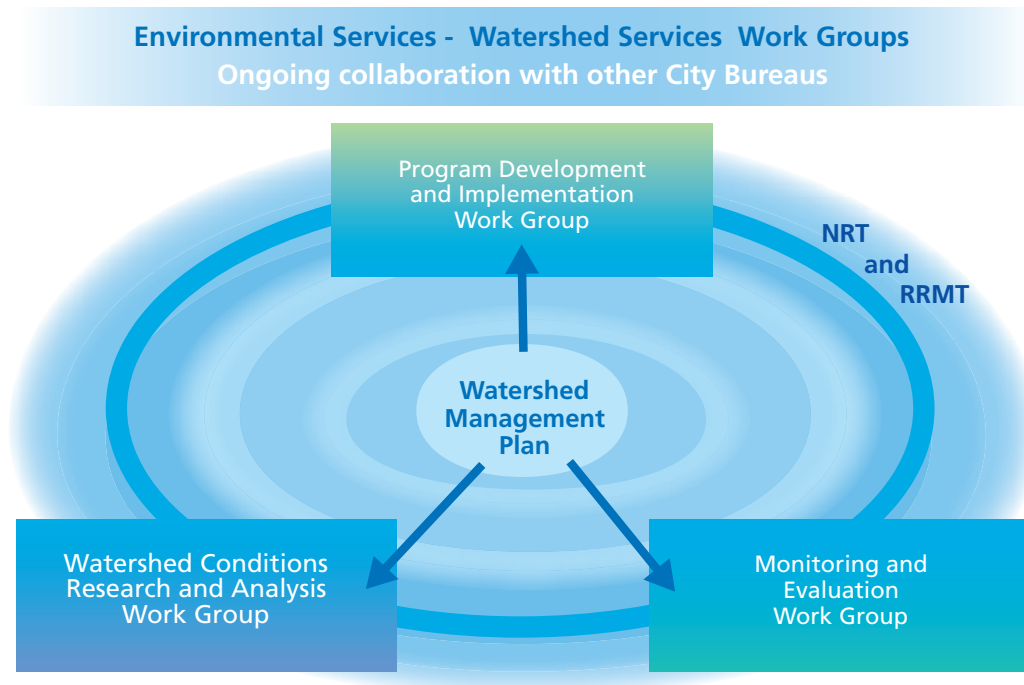 Environmental Services - Watershed Services Work Groups
Ongoing collaboration with other City Bureaus
Program Development
and Implementation
Work Group
NRT
and
RRMT
Watershed
Management
Plan
Watershed Conditions
Research and Analysis
Work Group
Monitoring and
Evaluation
Work Group